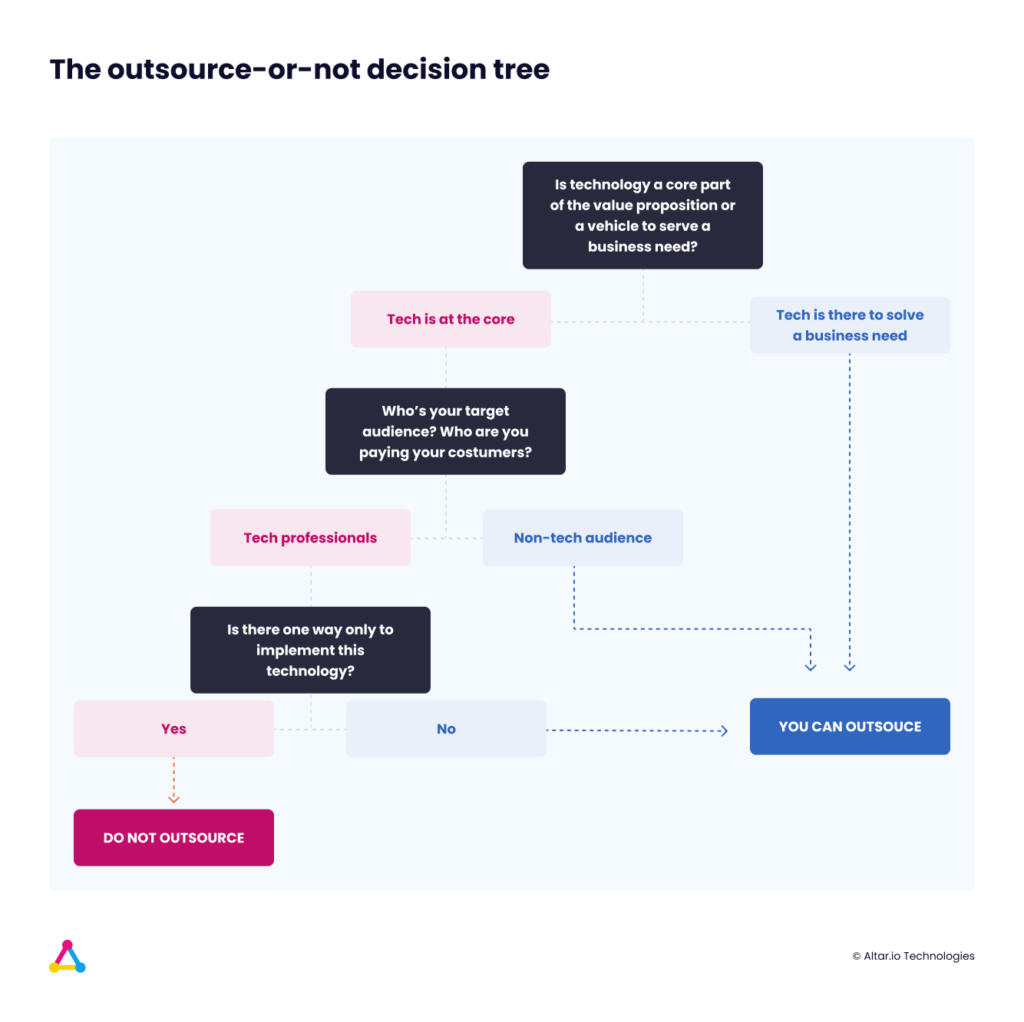 The outsource-or-not decision tree
Is technology a core part
of the value proposition or
a vehicle to serve a
business need?
Tech is at the core
Tech is there to solve
a business need
Who's your target
audience? Who are you
paying your costumers?
Tech professionals
Non-tech audience
Is there one way only to
implement this
technology?
Yes
No
YOU CAN OUTSOUCE
DO NOT OUTSOURCE
© Altar.io Technologies